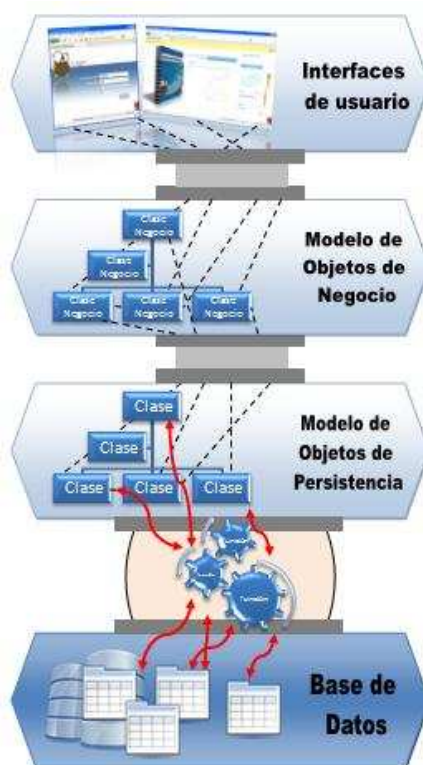 Interfaces
de usuario
Clase
Negocio
Clase
Negocio
Clase
Negocio
Clase
Negocio
Clase
Negocio
Modelo de
Objetos de
Negocio
Clase
Clase
Clase
Clase
Clase
Modelo de
Objetos de
Persistencia
Base de
Datos